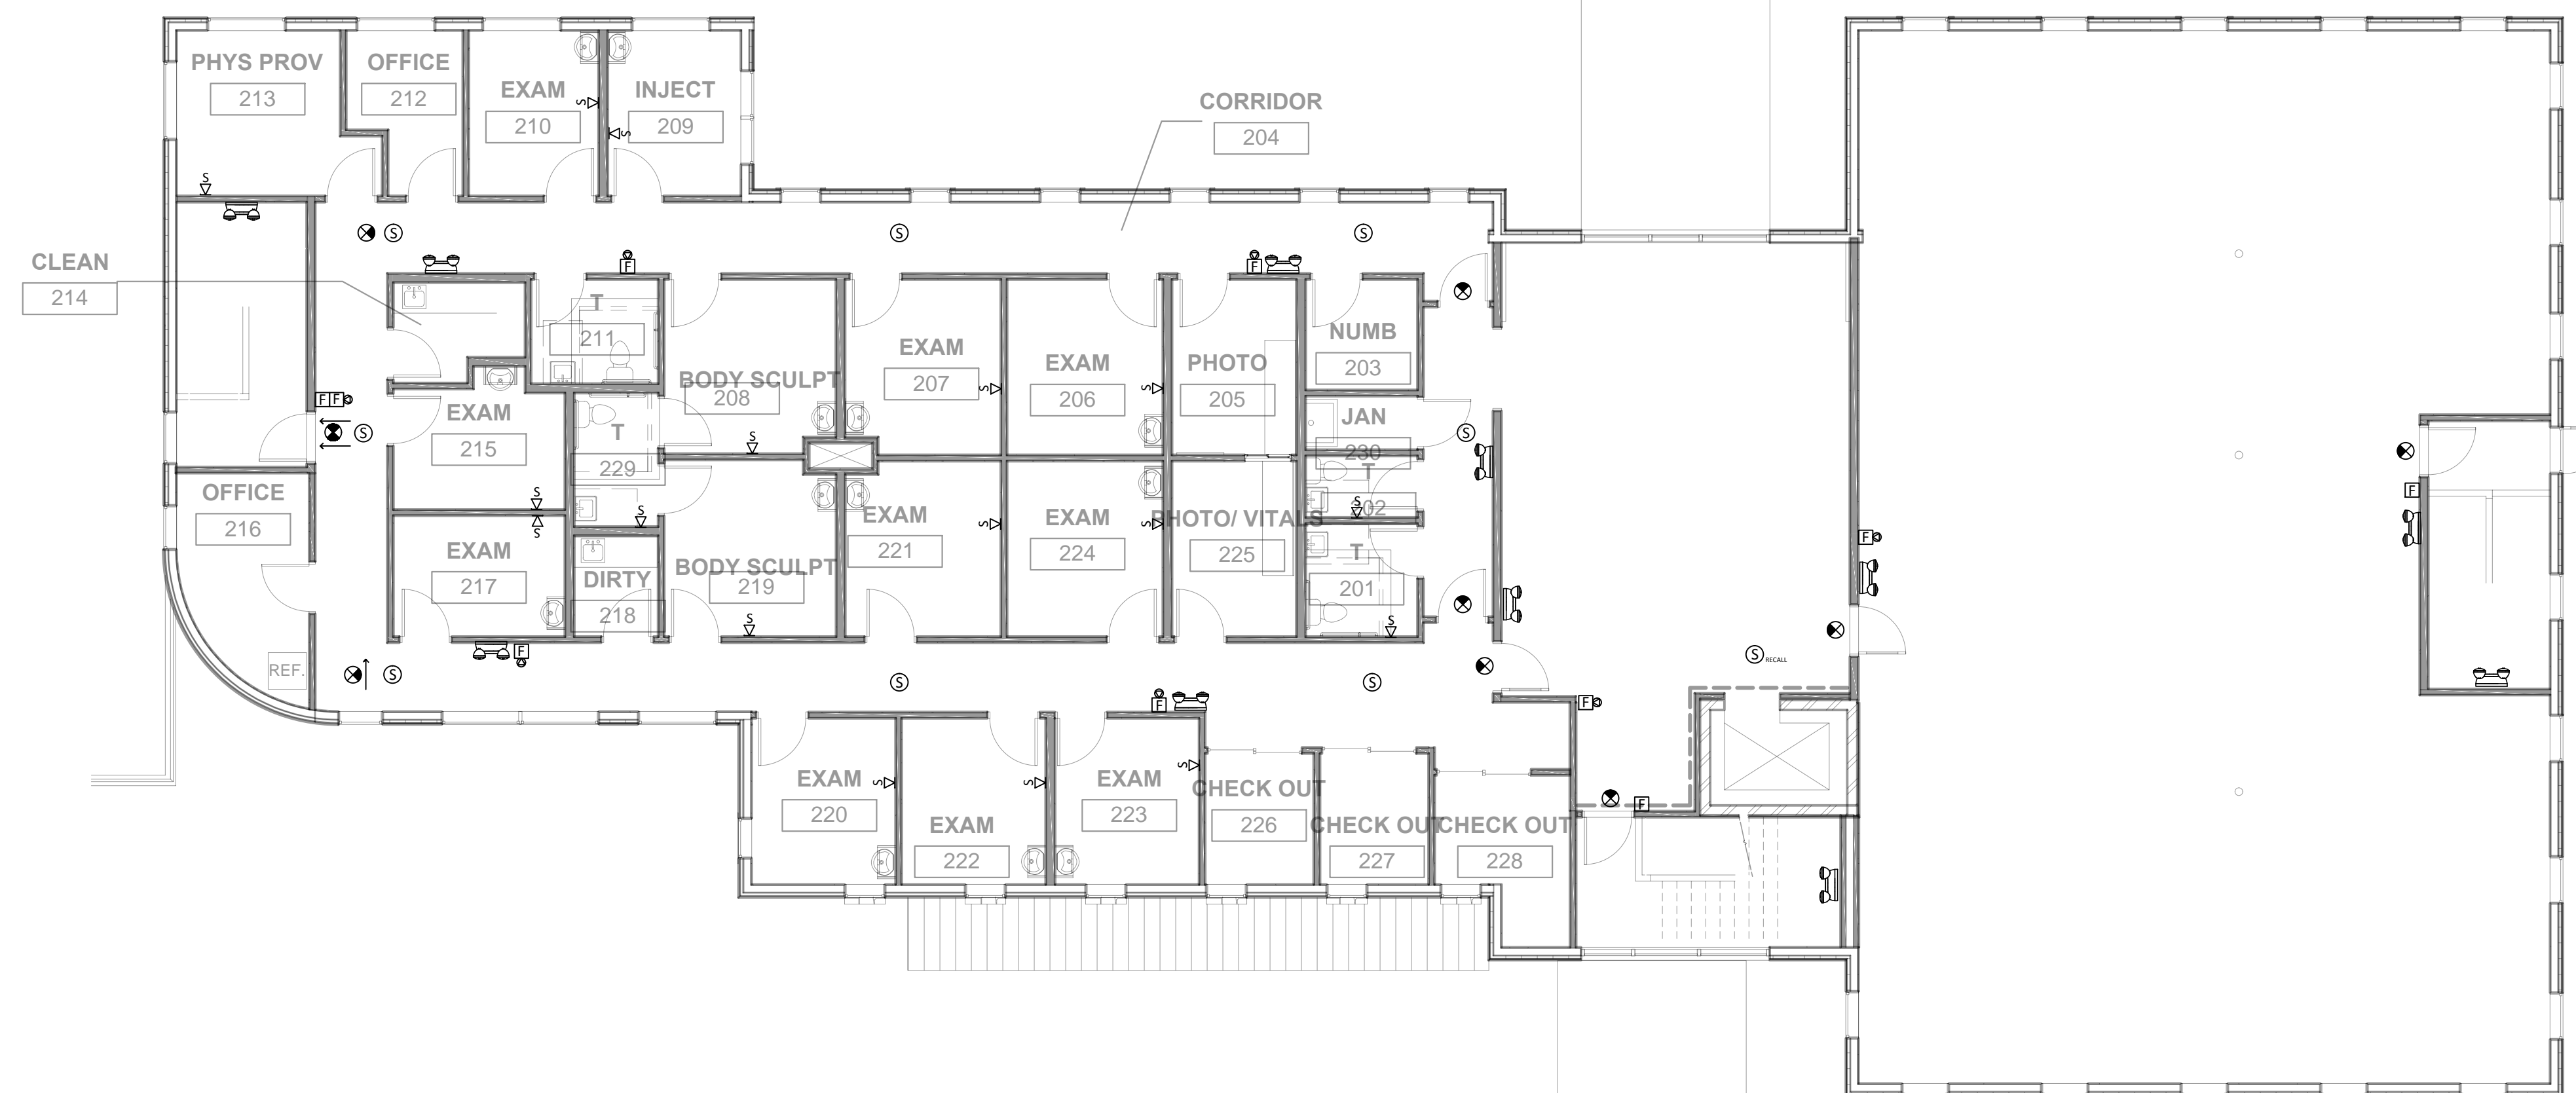 PHYS PROV
213
OFFICE
212
EXAM
210
S
INJECT
209
S
CORRIDOR
204
S
CLEAN
214
S
S
S
F
F
T
211
BODY SCULPT
208
S
EXAM
207
S
EXAM
206
S
PHOTO
205
NUMB
203
JAN
230
S
T
202
S
F F
S
EXAM
215
S
T
229
S
OFFICE
216
EXAM
217
S
DIRTY
218
BODY SCULPT
219
S
EXAM
221
S
EXAM
224
S
PHOTO/ VITALS
225
T
201
S
F
F
REF.
S
F
S
F
S
S RECALL
F
F
EXAM
220
S
EXAM
222
S
EXAM
223
S
CHECK OUT
226
CHECK OUT
227
CHECK OUT
228